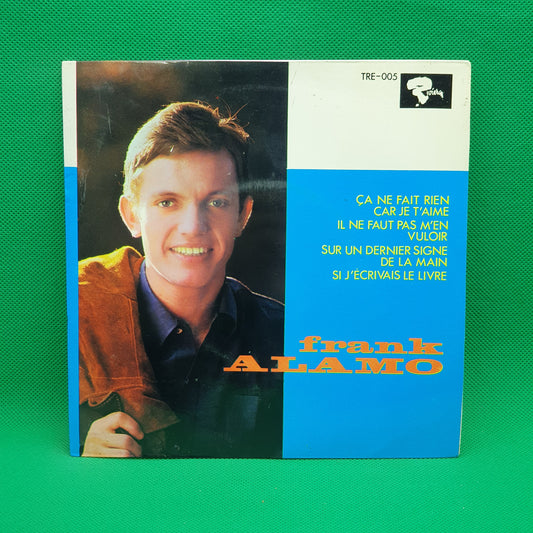 TRE-005
Riviera
ÇA NE FAIT RIEN
CAR JE T'AIME
IL NE FAUT PAS M'EN
VULOIR
SUR UN DERNIER SIGNE
DE LA MAIN
SI J'ÉCRIVAIS LE LIVRE
frank
ALAMO